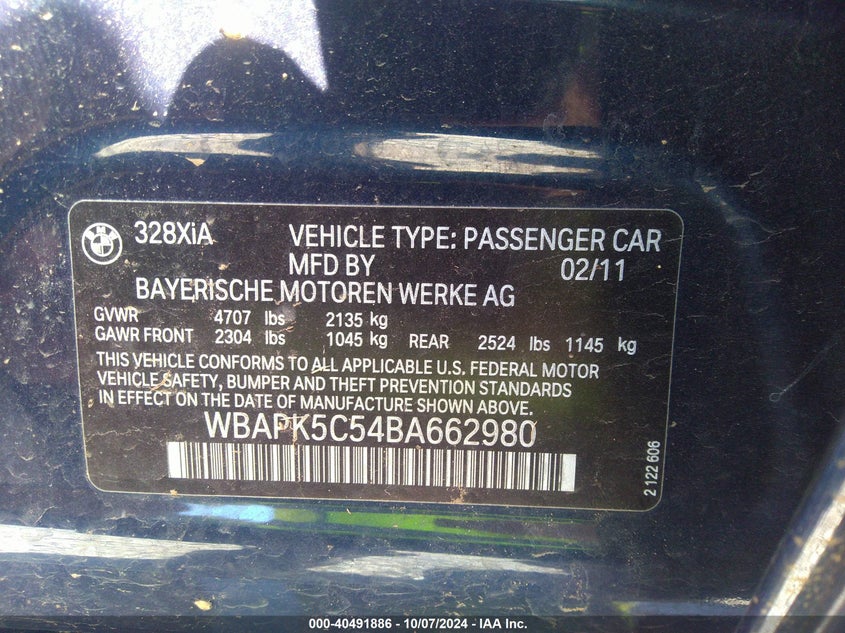 BMW
328XiA VEHICLE TYPE: PASSENGER CAR
MFD BY 02/11
BAYERISCHE MOTOREN WERKE AG
GVWR 4707 lbs 2135 kg
GAWR FRONT 2304 lbs 1045 kg REAR 2524 lbs 1145 kg
THIS VEHICLE CONFORMS TO ALL APPLICABLE U.S. FEDERAL MOTOR
VEHICLE SAFETY, BUMPER AND THEFT PREVENTION STANDARDS
IN EFFECT ON THE DATE OF MANUFACTURE SHOWN ABOVE.
WBAPK5C54BA662980
2 122 606
000-40491886 - 10/07/2024 - IAA Inc.